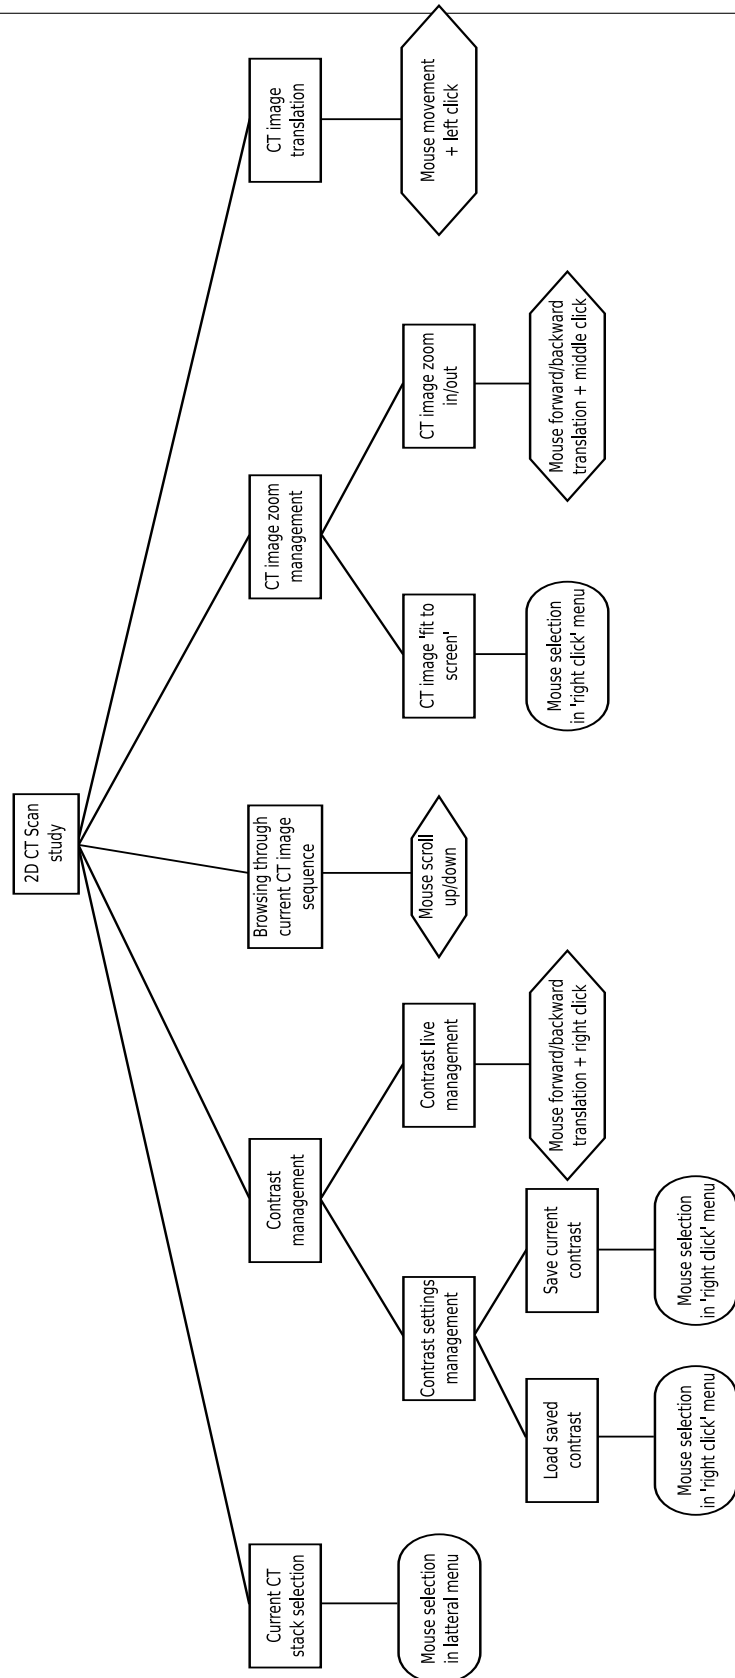 2D CT Scan
study
Current CT
stack selection
Contrast
management
Browsing through
current CT image
sequence
CT image zoom
management
CT image
translation
Mouse selection
in latteral menu
Contrast settings
management
Contrast live
management
Mouse scroll
up/down
CT image 'fit to
screen'
CT image zoom
in/out
Mouse movement
+ left click
Load saved
contrast
Save current
contrast
Mouse forward/backward
translation + right click
Mouse selection
in 'right click' menu
Mouse forward/backward
translation + middle click
Mouse selection
in 'right click' menu
Mouse selection
in 'right click' menu